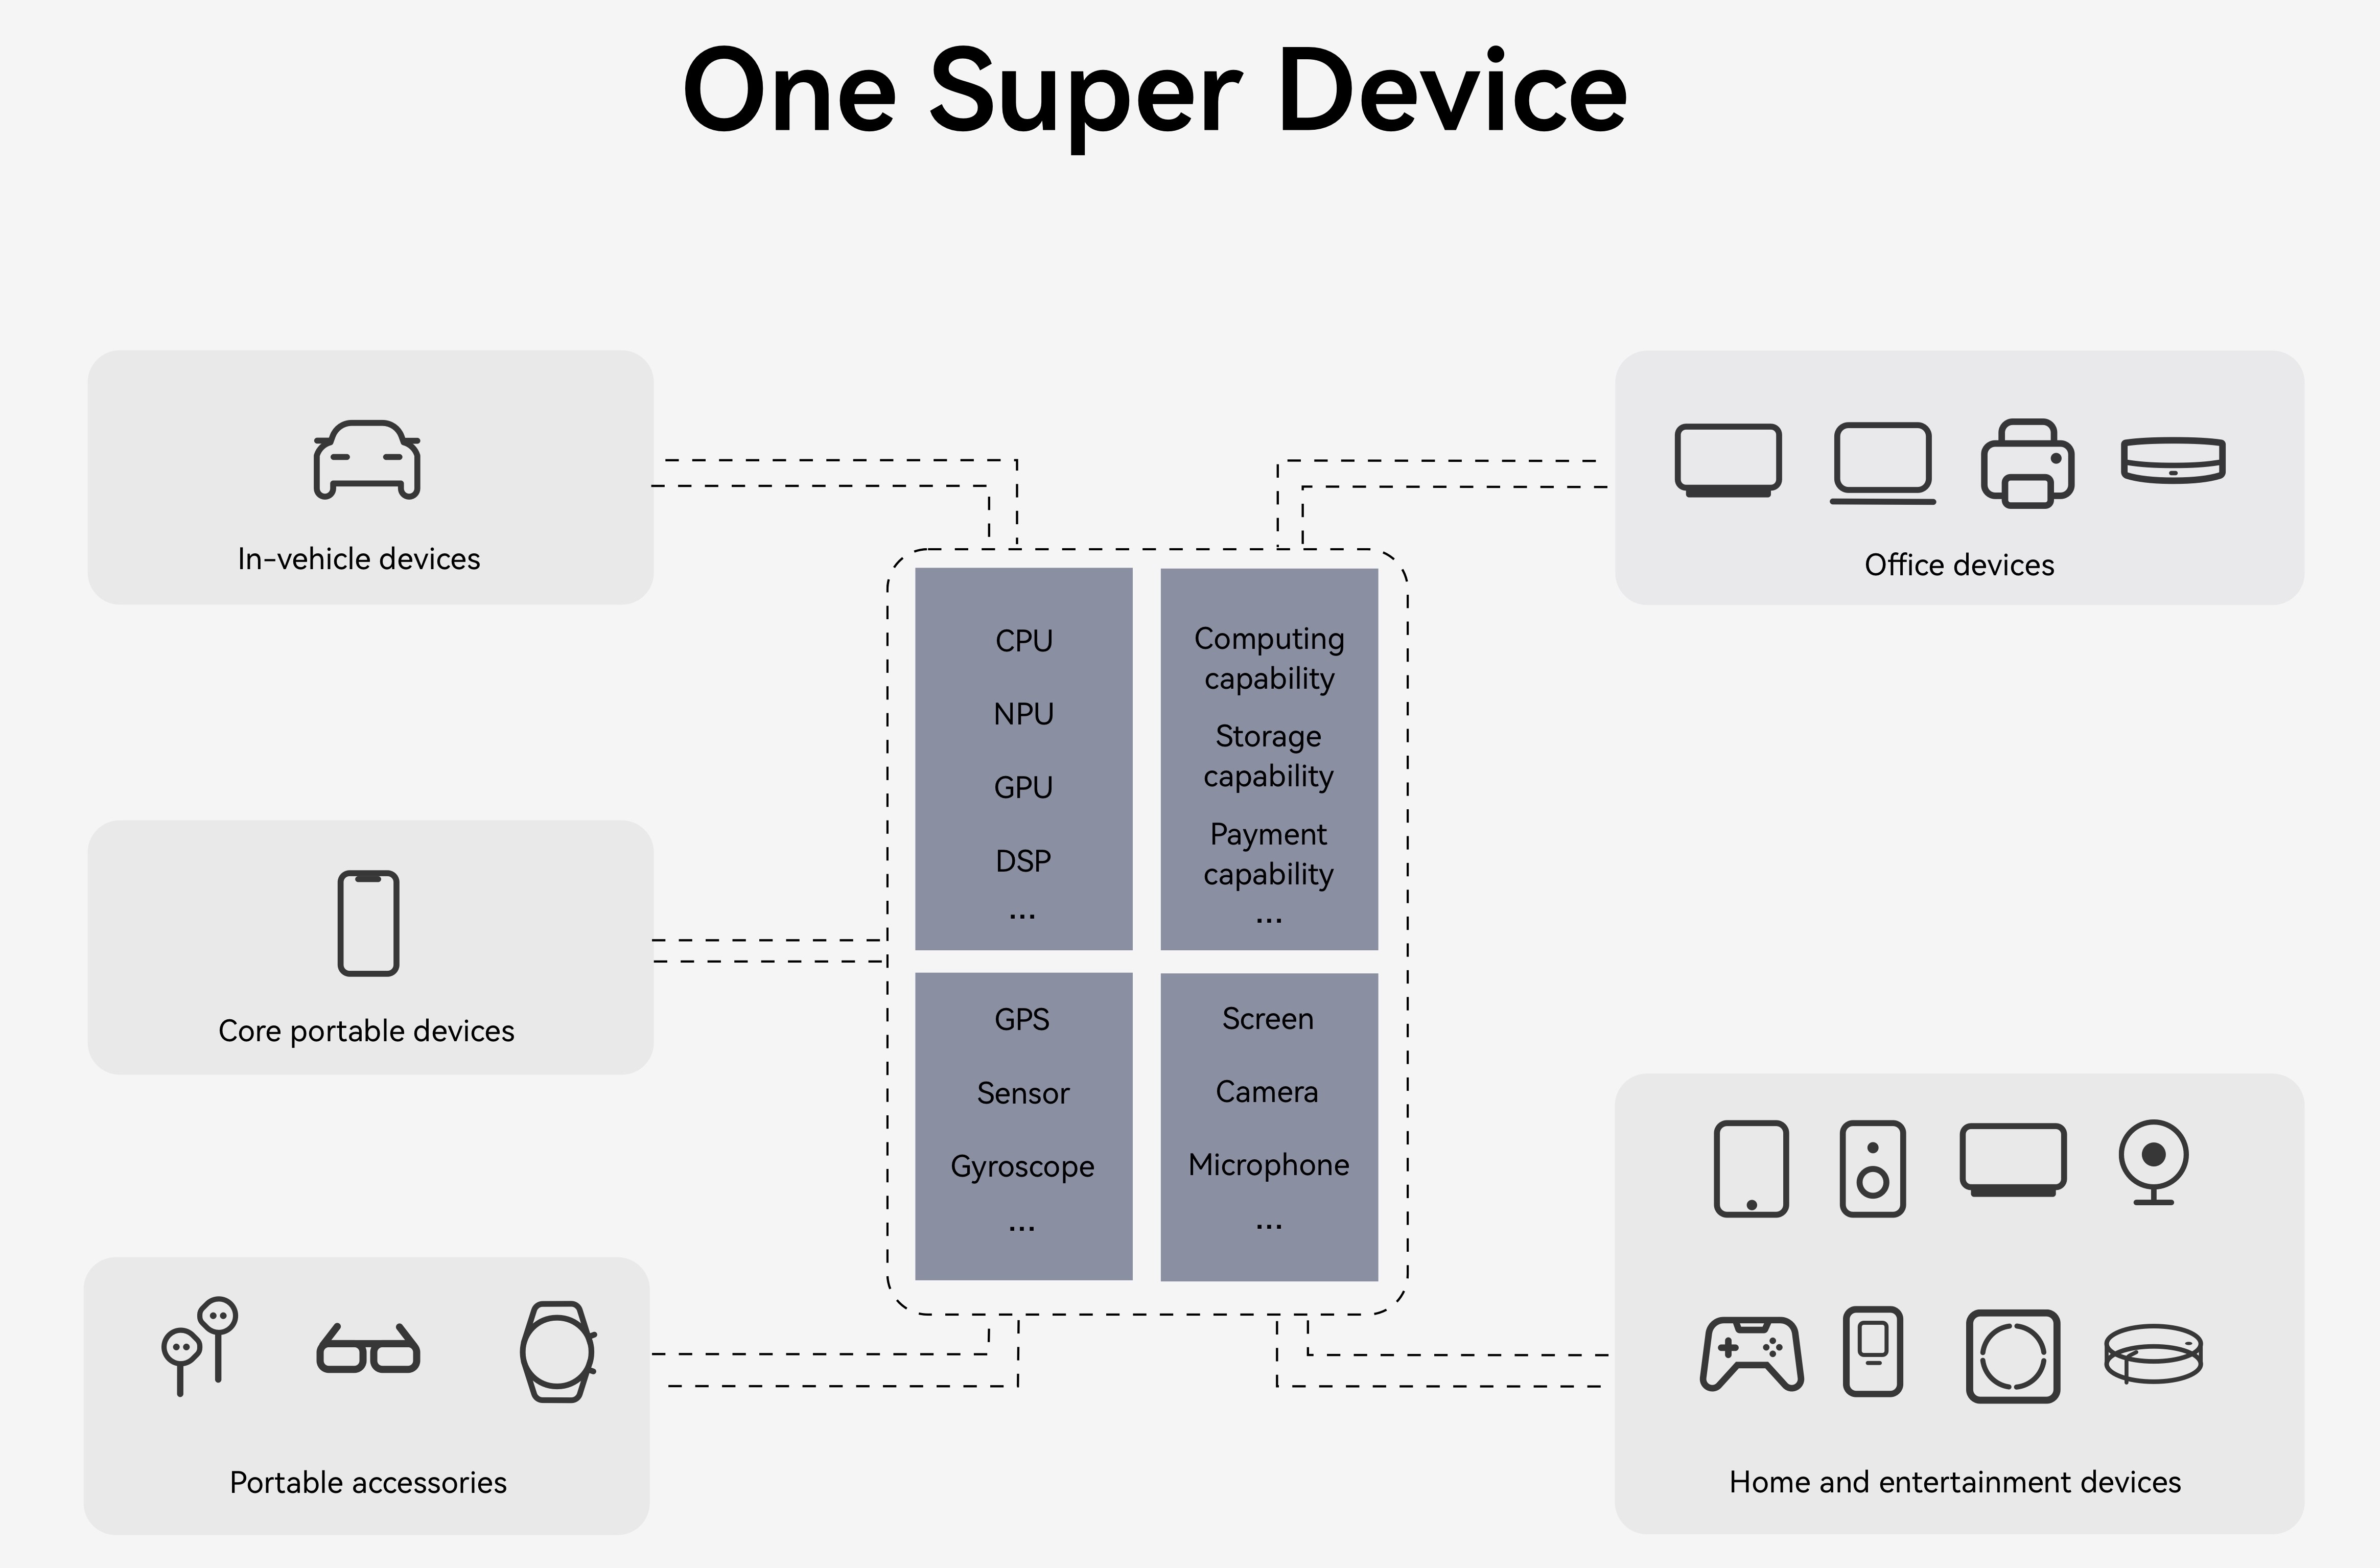 One Super Device
In-vehicle devices
Office devices
CPU
NPU
GPU
DSP
...
Computing
capability
Storage
capability
Payment
capability
...
Core portable devices
GPS
Sensor
Gyroscope
...
Screen
Camera
Microphone
...
Portable accessories
Home and entertainment devices